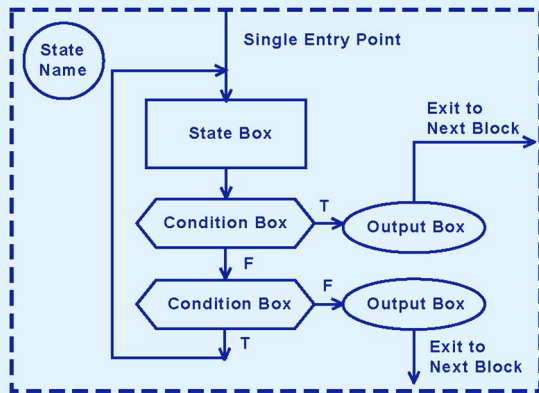 State
Name
Single Entry Point
Exit to
Next Block
State Box
Condition Box
T
Output Box
F
Condition Box
F
Output Box
T
Exit to
Next Block